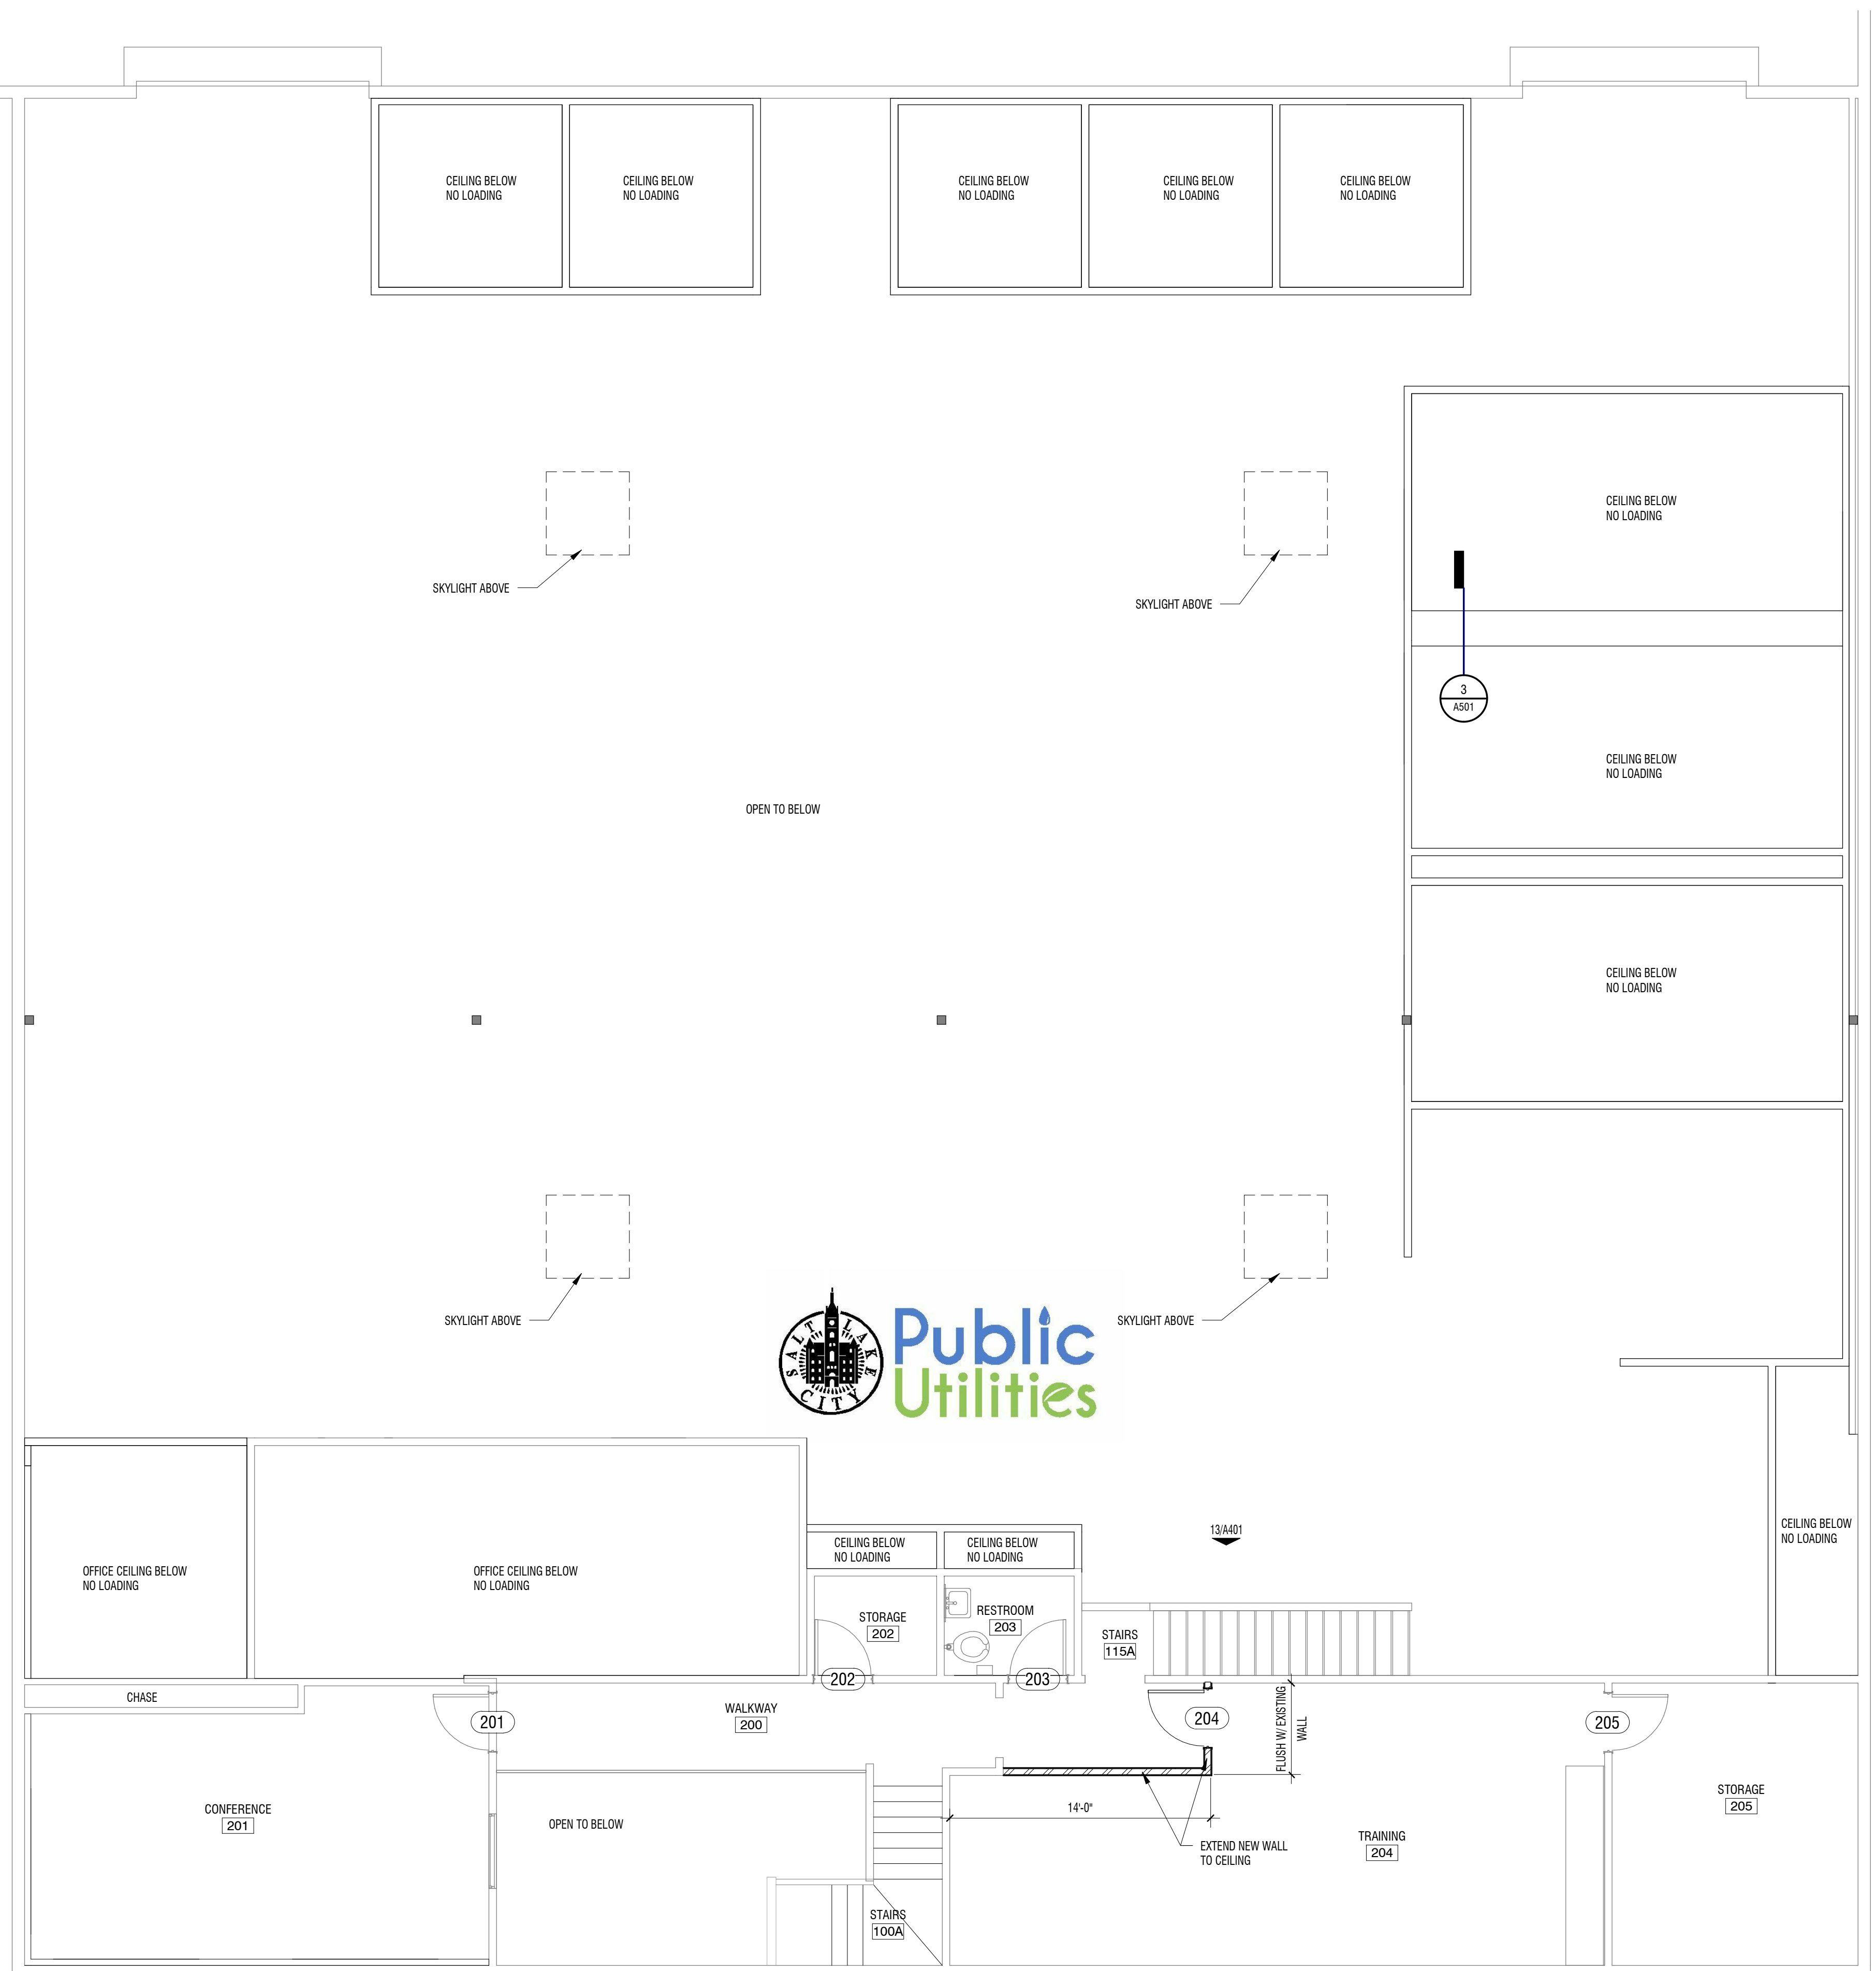 CEILING BELOW
NO LOADING
CEILING BELOW
NO LOADING
CEILING BELOW
NO LOADING
CEILING BELOW
NO LOADING
CEILING BELOW
NO LOADING
CEILING BELOW
NO LOADING
SKYLIGHT ABOVE
SKYLIGHT ABOVE
3
A501
CEILING BELOW
NO LOADING
OPEN TO BELOW
CEILING BELOW
NO LOADING
SKYLIGHT ABOVE
SALT LAKE CITY
Public
Utilities
SKYLIGHT ABOVE
13/A401
CEILING BELOW
NO LOADING
OFFICE CEILING BELOW
NO LOADING
OFFICE CEILING BELOW
NO LOADING
CEILING BELOW
NO LOADING
CEILING BELOW
NO LOADING
STORAGE
202
RESTROOM
203
STAIRS
115A
202
203
CHASE
WALKWAY
200
201
204
FLUSH W/ EXISTING
WALL
205
CONFERENCE
201
OPEN TO BELOW
14'-0"
EXTEND NEW WALL
TO CEILING
TRAINING
204
STORAGE
205
STAIRS
100A